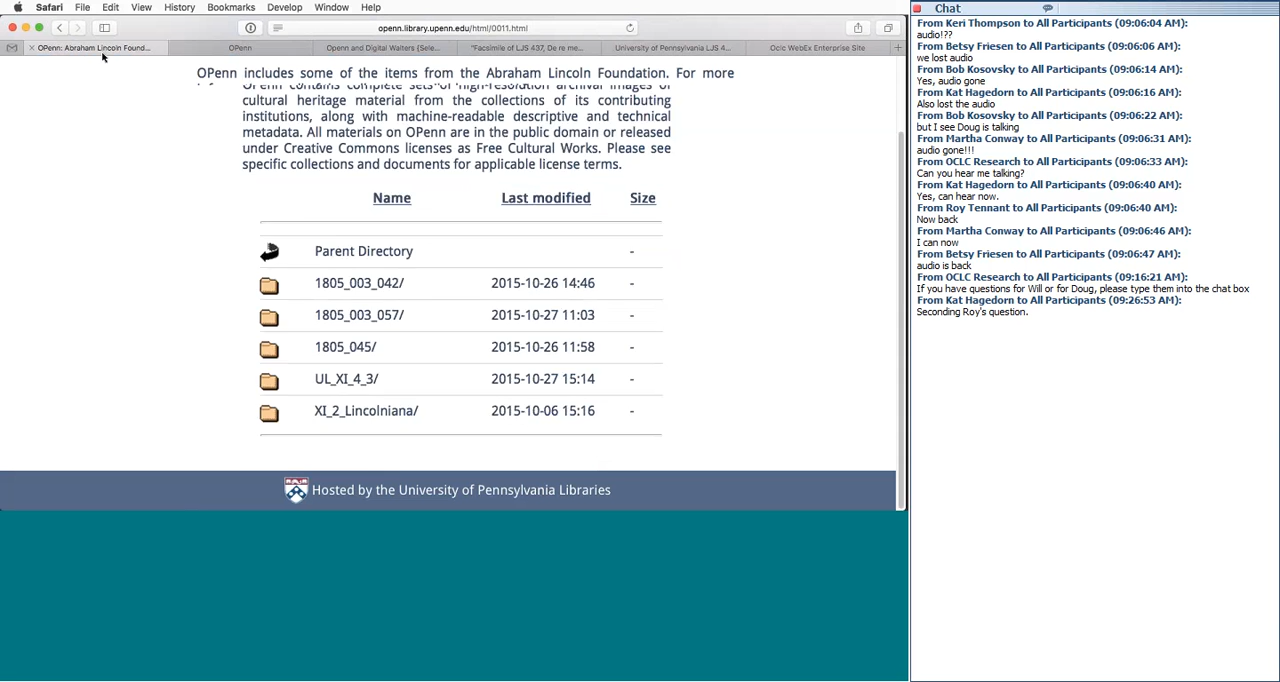 Safari File Edit View History Bookmarks Develop Window Help
openn.library.upenn.edu/html/0011.html
OPenn: Abraham Lincoln Found... OPenn Openn and Digital Walters {Sele... "Facsimile of LJS 437, De re me... University of Pennsylvania LJS 4... Oclc WebEx Enterprise Site
OPenn includes some of the items from the Abraham Lincoln Foundation. For more
OPenn contains complete sets of high-resolution archival images of
cultural heritage material from the collections of its contributing
institutions, along with machine-readable descriptive and technical
metadata. All materials on OPenn are in the public domain or released
under Creative Commons licenses as Free Cultural Works. Please see
specific collections and documents for applicable license terms.
Name Last modified Size
Parent Directory -
1805_003_042/ 2015-10-26 14:46 -
1805_003_057/ 2015-10-27 11:03 -
1805_045/ 2015-10-26 11:58 -
UL_XI_4_3/ 2015-10-27 15:14 -
XI_2_Lincolniana/ 2015-10-06 15:16 -
Hosted by the University of Pennsylvania Libraries
Chat
From Keri Thompson to All Participants (09:06:04 AM):
audio!??
From Betsy Friesen to All Participants (09:06:06 AM):
we lost audio
From Bob Kosovsky to All Participants (09:06:14 AM):
Yes, audio gone
From Kat Hagedorn to All Participants (09:06:16 AM):
Also lost the audio
From Bob Kosovsky to All Participants (09:06:22 AM):
but I see Doug is talking
From Martha Conway to All Participants (09:06:31 AM):
audio gone!!!
From OCLC Research to All Participants (09:06:33 AM):
Can you hear me talking?
From Kat Hagedorn to All Participants (09:06:40 AM):
Yes, can hear now.
From Roy Tennant to All Participants (09:06:40 AM):
Now back
From Martha Conway to All Participants (09:06:46 AM):
I can now
From Betsy Friesen to All Participants (09:06:47 AM):
audio is back
From OCLC Research to All Participants (09:16:21 AM):
If you have questions for Will or for Doug, please type them into the chat box
From Kat Hagedorn to All Participants (09:26:53 AM):
Seconding Roy's question.